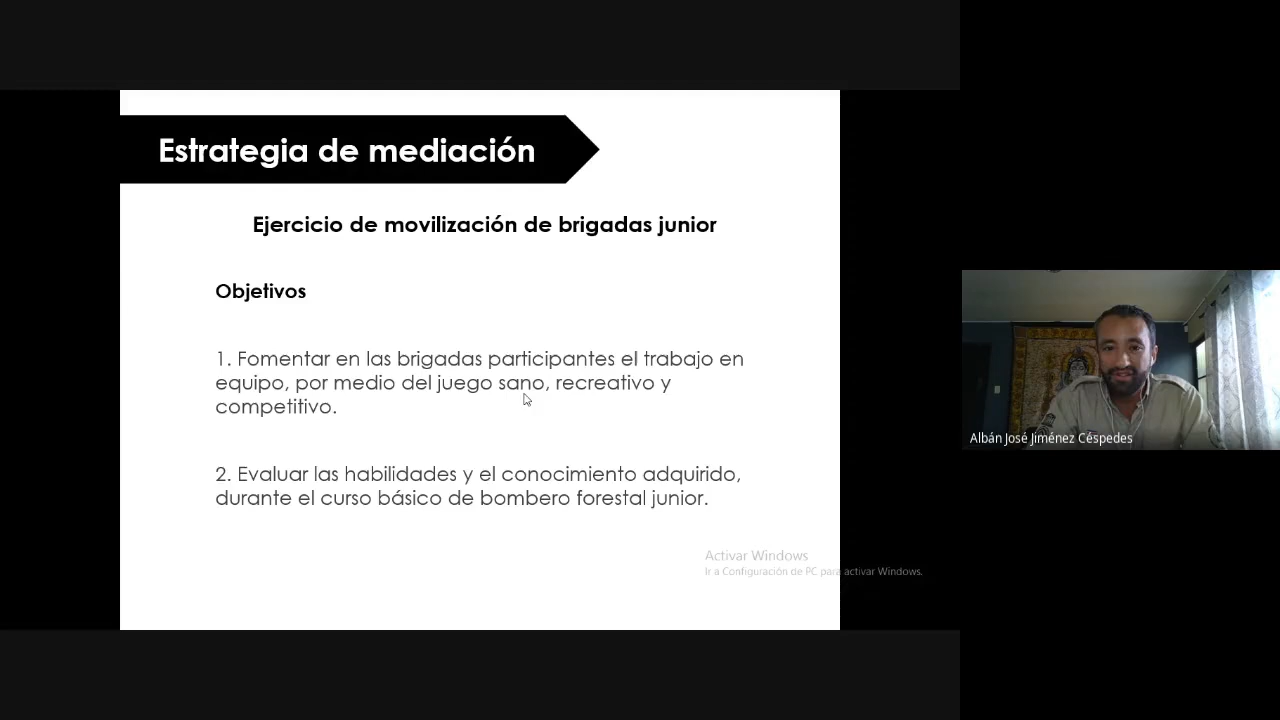 Estrategia de mediación
Ejercicio de movilización de brigadas junior
Objetivos
1. Fomentar en las brigadas participantes el trabajo en
equipo, por medio del juego sano, recreativo y
competitivo.
2. Evaluar las habilidades y el conocimiento adquirido,
durante el curso básico de bombero forestal junior.
Activar Windows
Ir a Configuración de PC para activar Windows.
Albán José Jiménez Céspedes